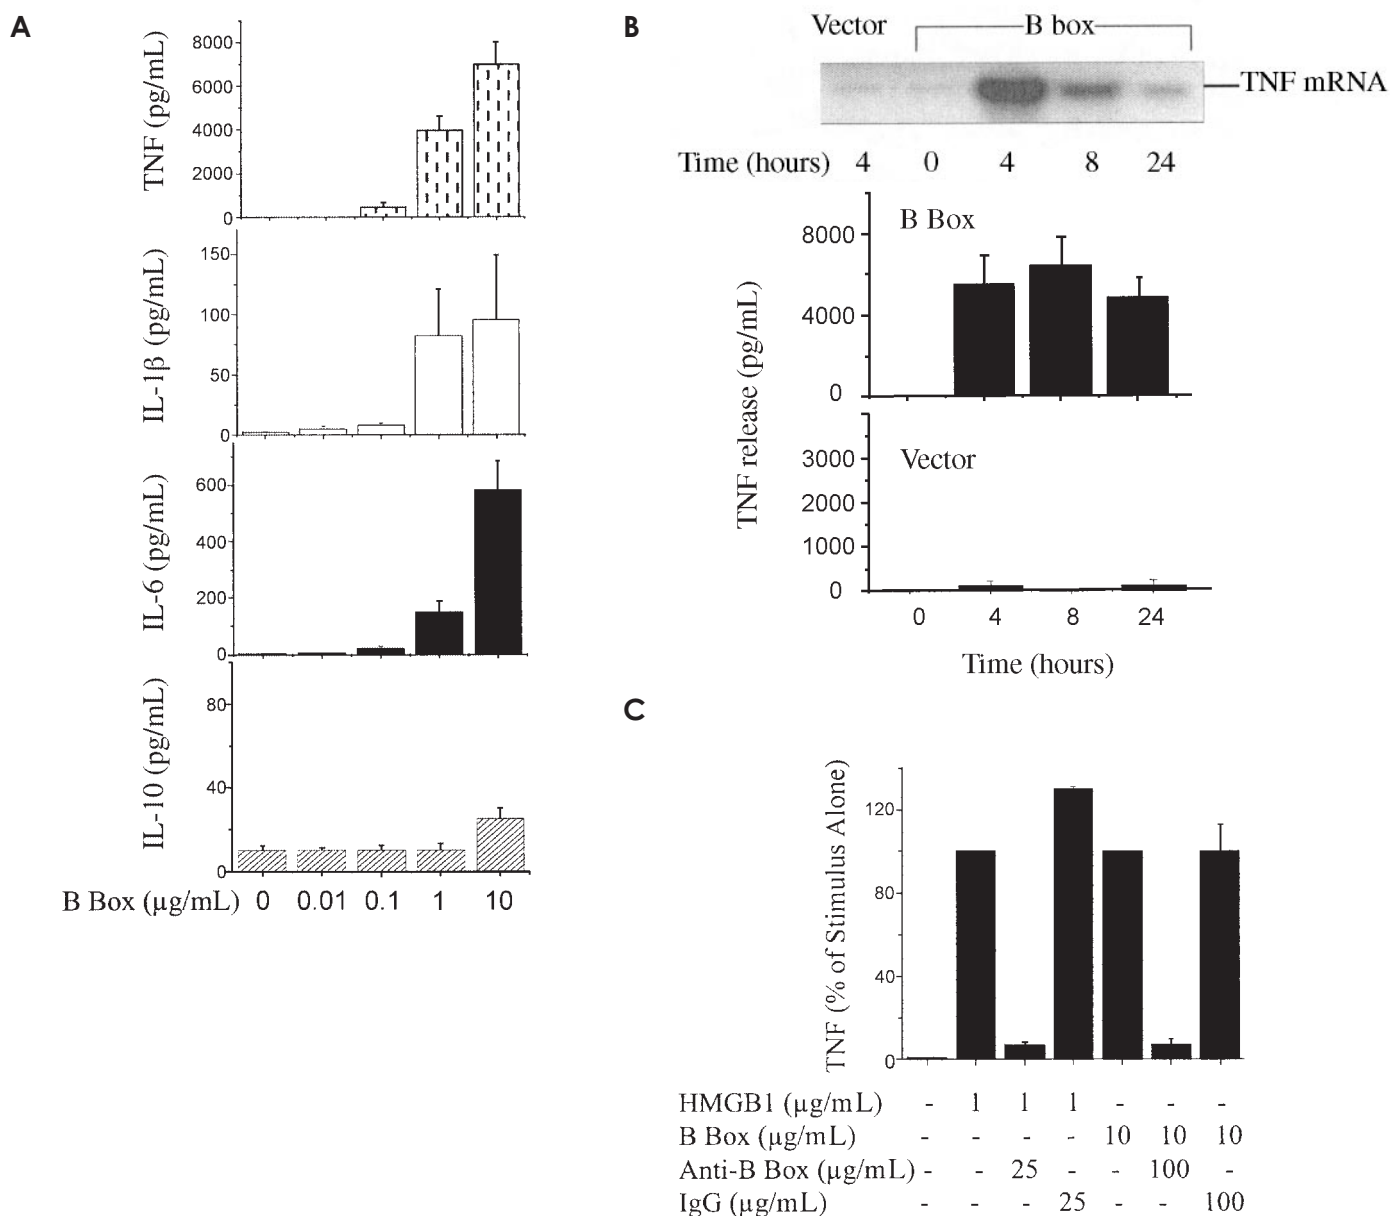 A
TNF (pg/mL)
8000
6000
4000
2000
0
IL-1β (pg/mL)
150
100
50
0
IL-6 (pg/mL)
600
400
200
0
IL-10 (pg/mL)
80
40
0
B Box (μg/mL) 0 0.01 0.1 1 10
B
Vector B box
TNF mRNA
Time (hours) 4 0 4 8 24
TNF release (pg/mL)
B Box
8000
4000
0
Vector
3000
2000
1000
0
0 4 8 24
Time (hours)
C
TNF (% of Stimulus Alone)
120
80
40
0
HMGB1 (μg/mL) - 1 1 1 - - -
B Box (μg/mL) - - - - 10 10 10
Anti-B Box (μg/mL) - - 25 - - 100 -
IgG (μg/mL) - - - 25 - - 100